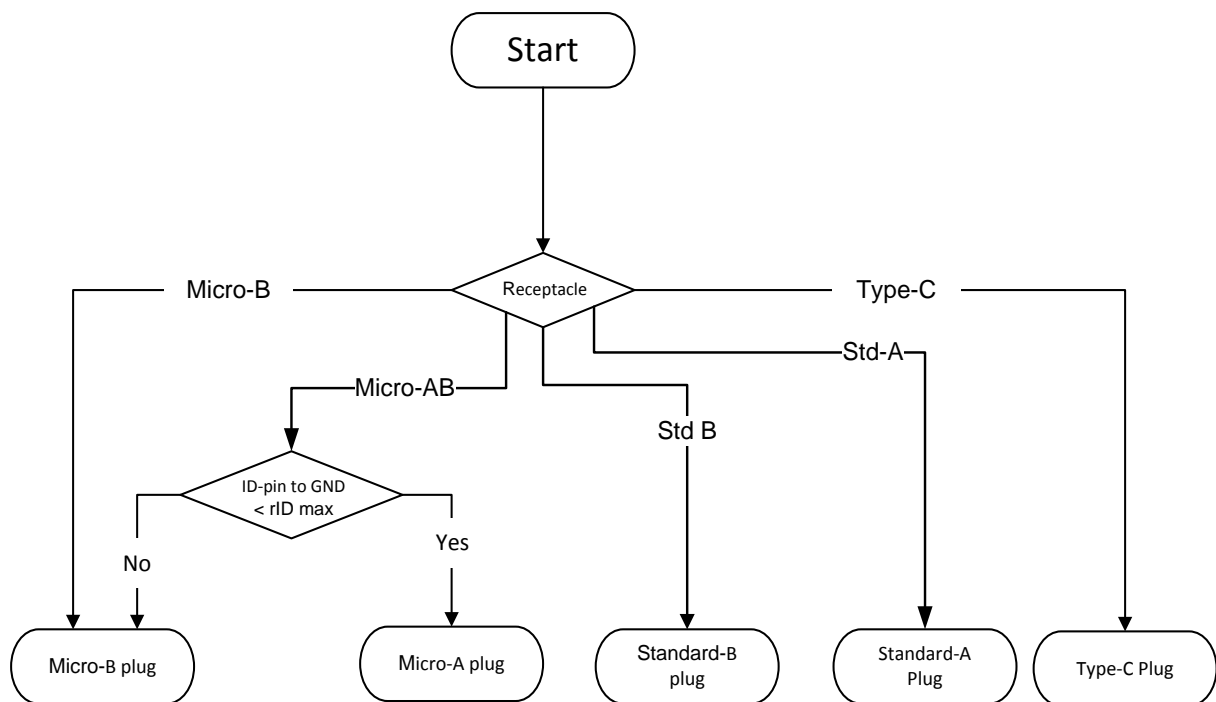 Start
Receptacle
Micro-B
Type-C
Std-A
Micro-AB
Std B
ID-pin to GND
< rID max
No
Yes
Micro-B plug
Micro-A plug
Standard-B
plug
Standard-A
Plug
Type-C Plug